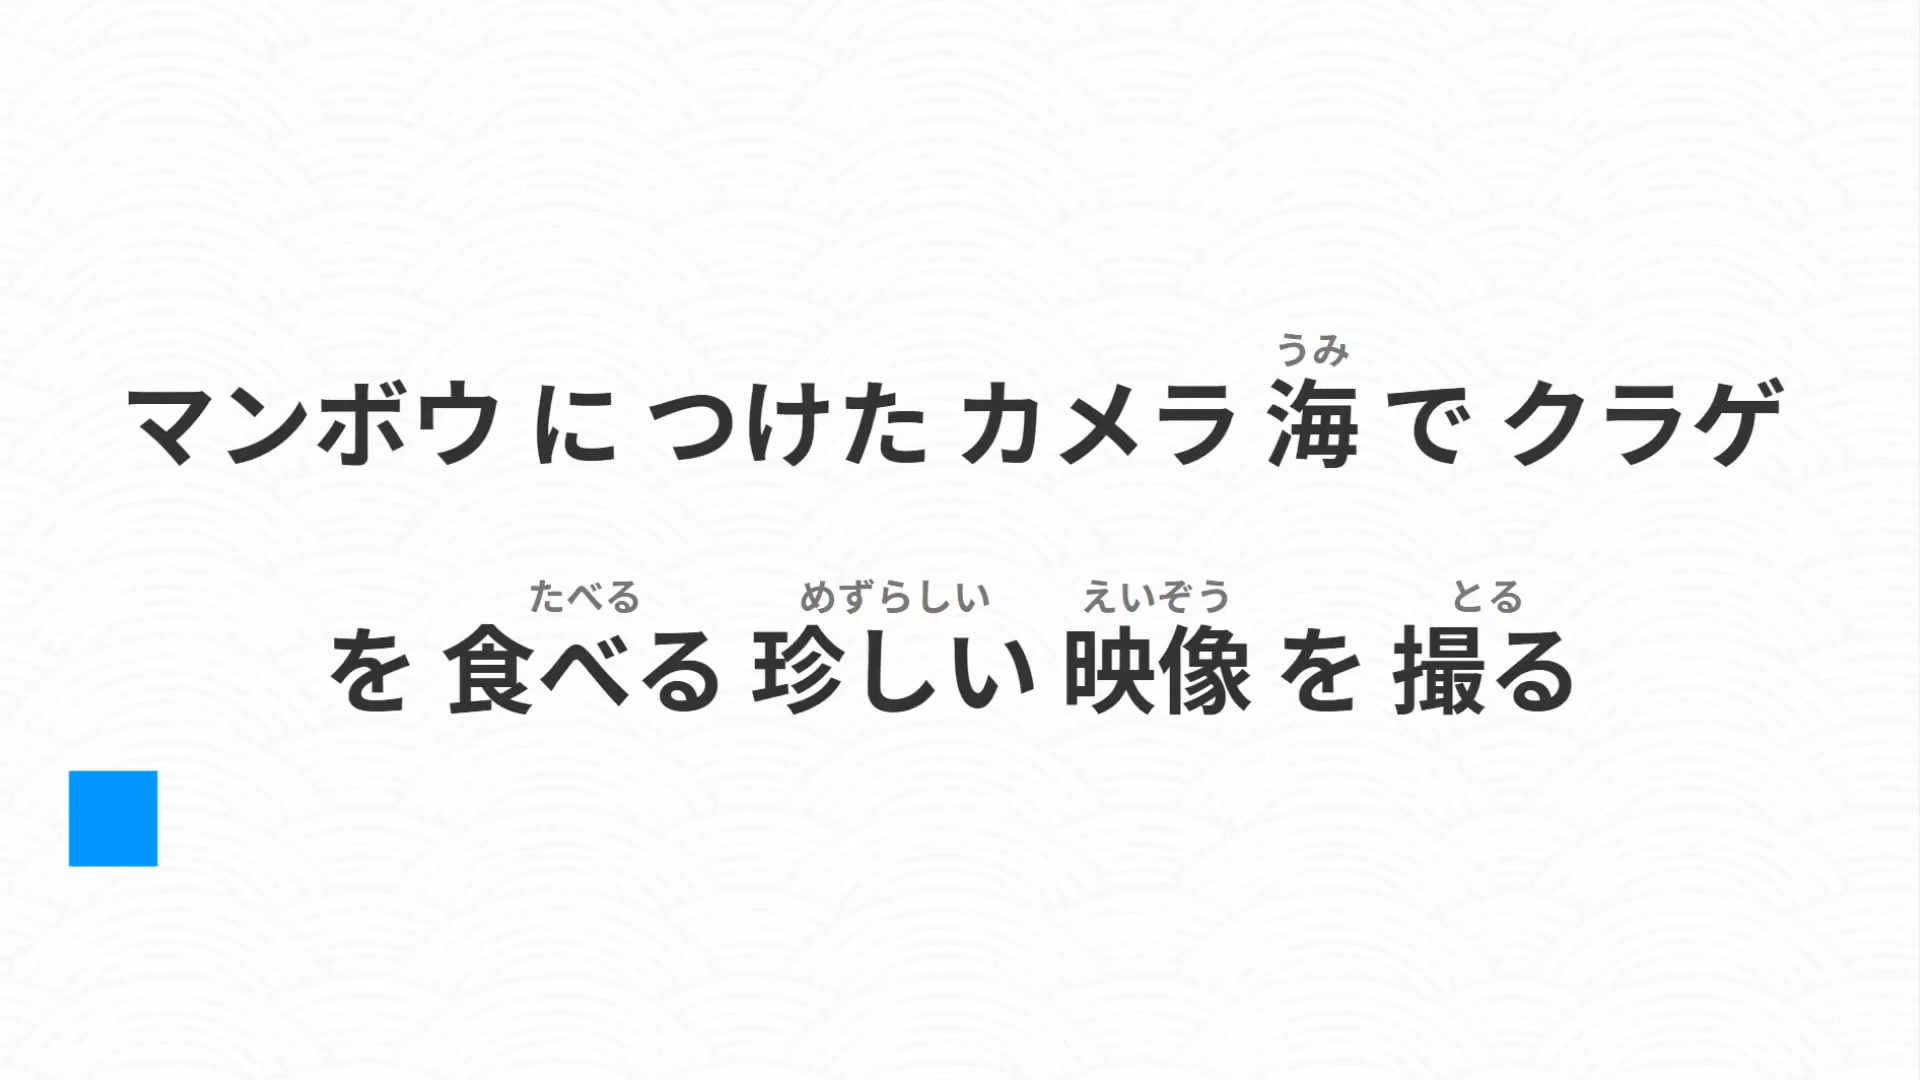 うみ
マンボウ に つけた カメラ 海 で クラゲ
たべる めずらしい えいぞう とる
を 食べる 珍しい 映像 を 撮る